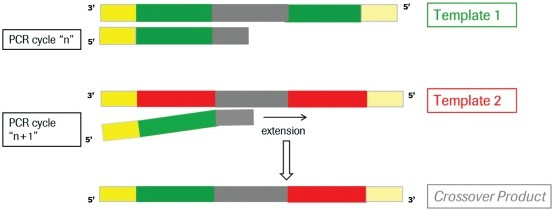 3’ 5’
Template 1
PCR cycle “n”
5’
3’ 5’
Template 2
PCR cycle
“n+1”
5’
extension
5’ 3’
Crossover Product